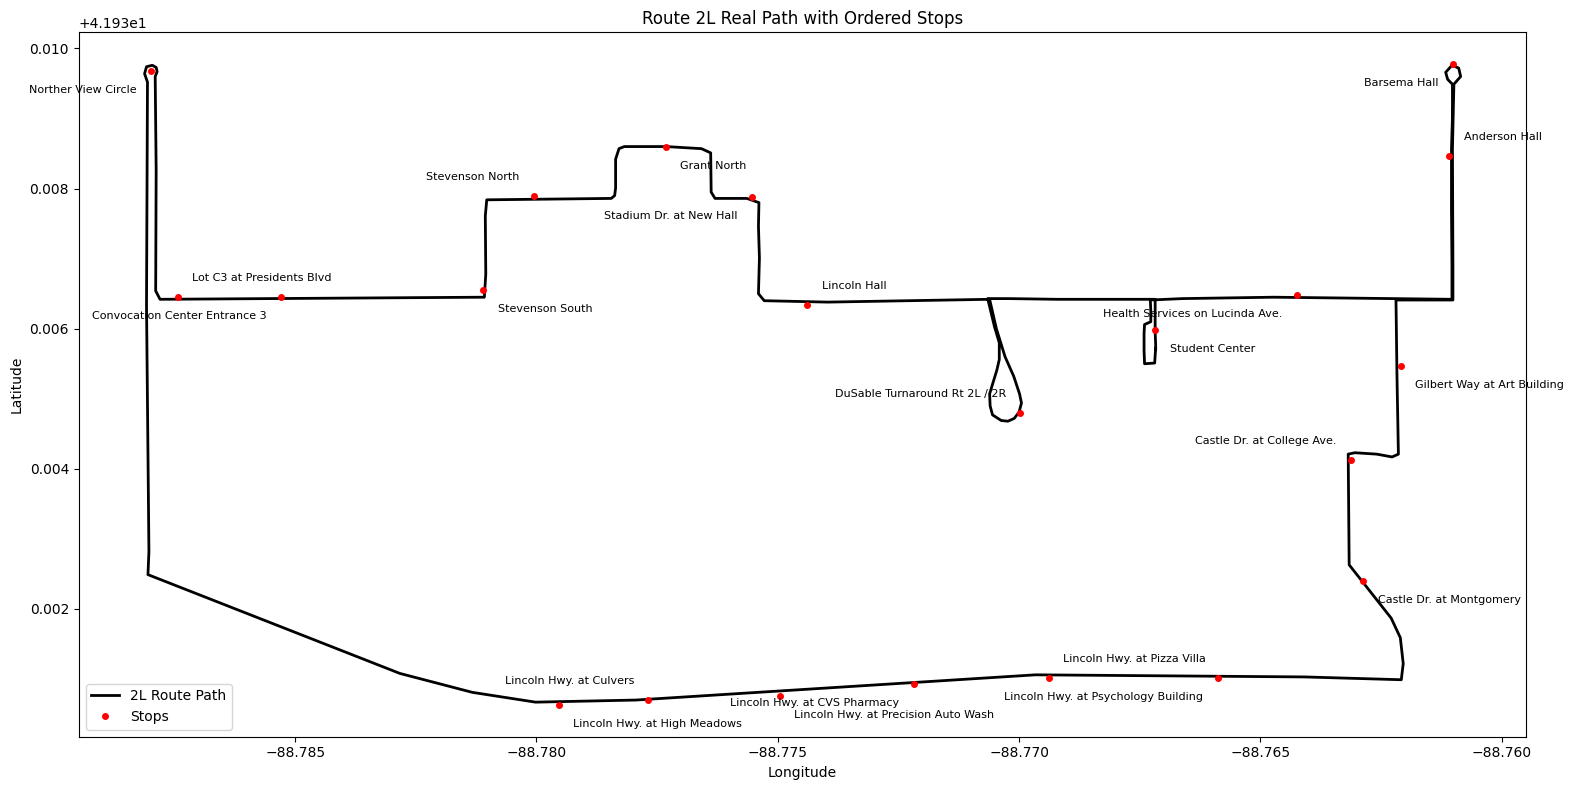 Route 2L Real Path with Ordered Stops
+4.193e1
0.010
0.008
0.006
0.004
0.002
Latitude
Norther View Circle
Barsema Hall
Anderson Hall
Grant North
Stevenson North
Stadium Dr. at New Hall
Lot C3 at Presidents Blvd
Lincoln Hall
Stevenson South
Convocation Center Entrance 3
Health Services on Lucinda Ave.
Student Center
Gilbert Way at Art Building
DuSable Turnaround Rt 2L / 2R
Castle Dr. at College Ave.
Castle Dr. at Montgomery
Lincoln Hwy. at Pizza Villa
Lincoln Hwy. at Culvers
Lincoln Hwy. at Psychology Building
Lincoln Hwy. at CVS Pharmacy
Lincoln Hwy. at Precision Auto Wash
Lincoln Hwy. at High Meadows
2L Route Path
Stops
−88.785
−88.780
−88.775
−88.770
−88.765
−88.760
Longitude